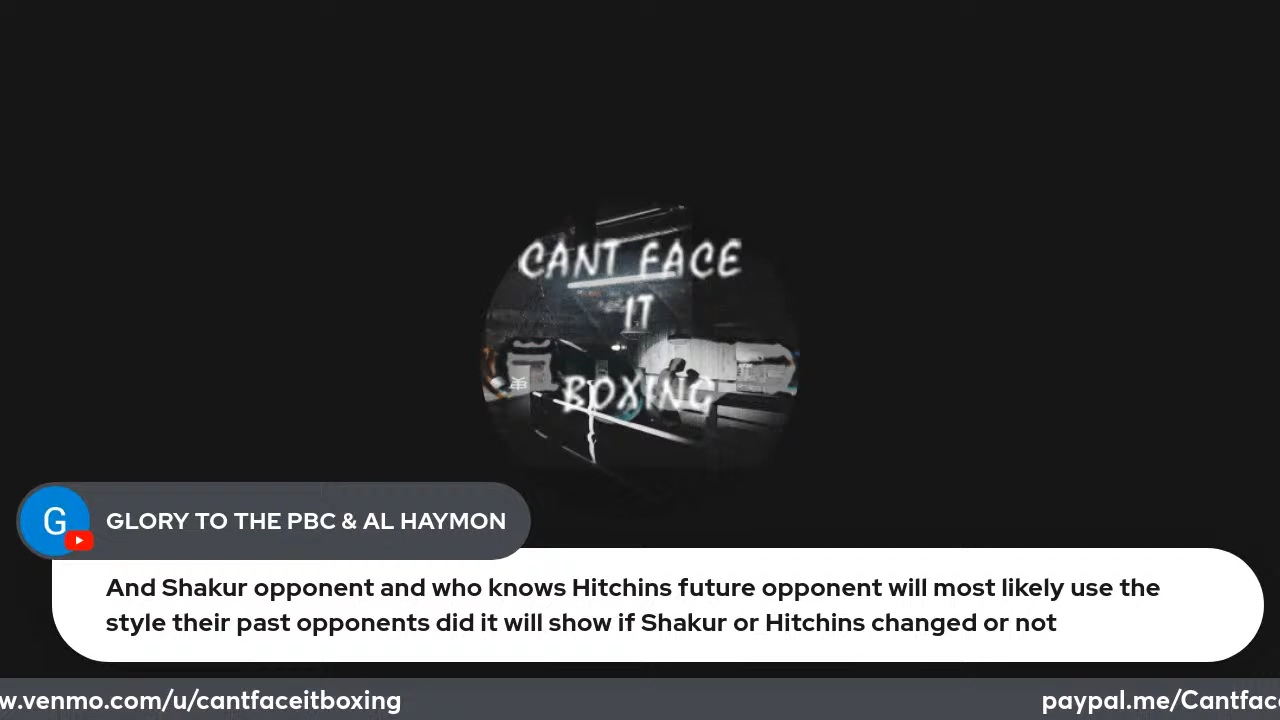 CANT FACE
IT
BOXING
G
GLORY TO THE PBC & AL HAYMON
And Shakur opponent and who knows Hitchins future opponent will most likely use the
style their past opponents did it will show if Shakur or Hitchins changed or not
w.venmo.com/u/cantfaceitboxing paypal.me/Cantface